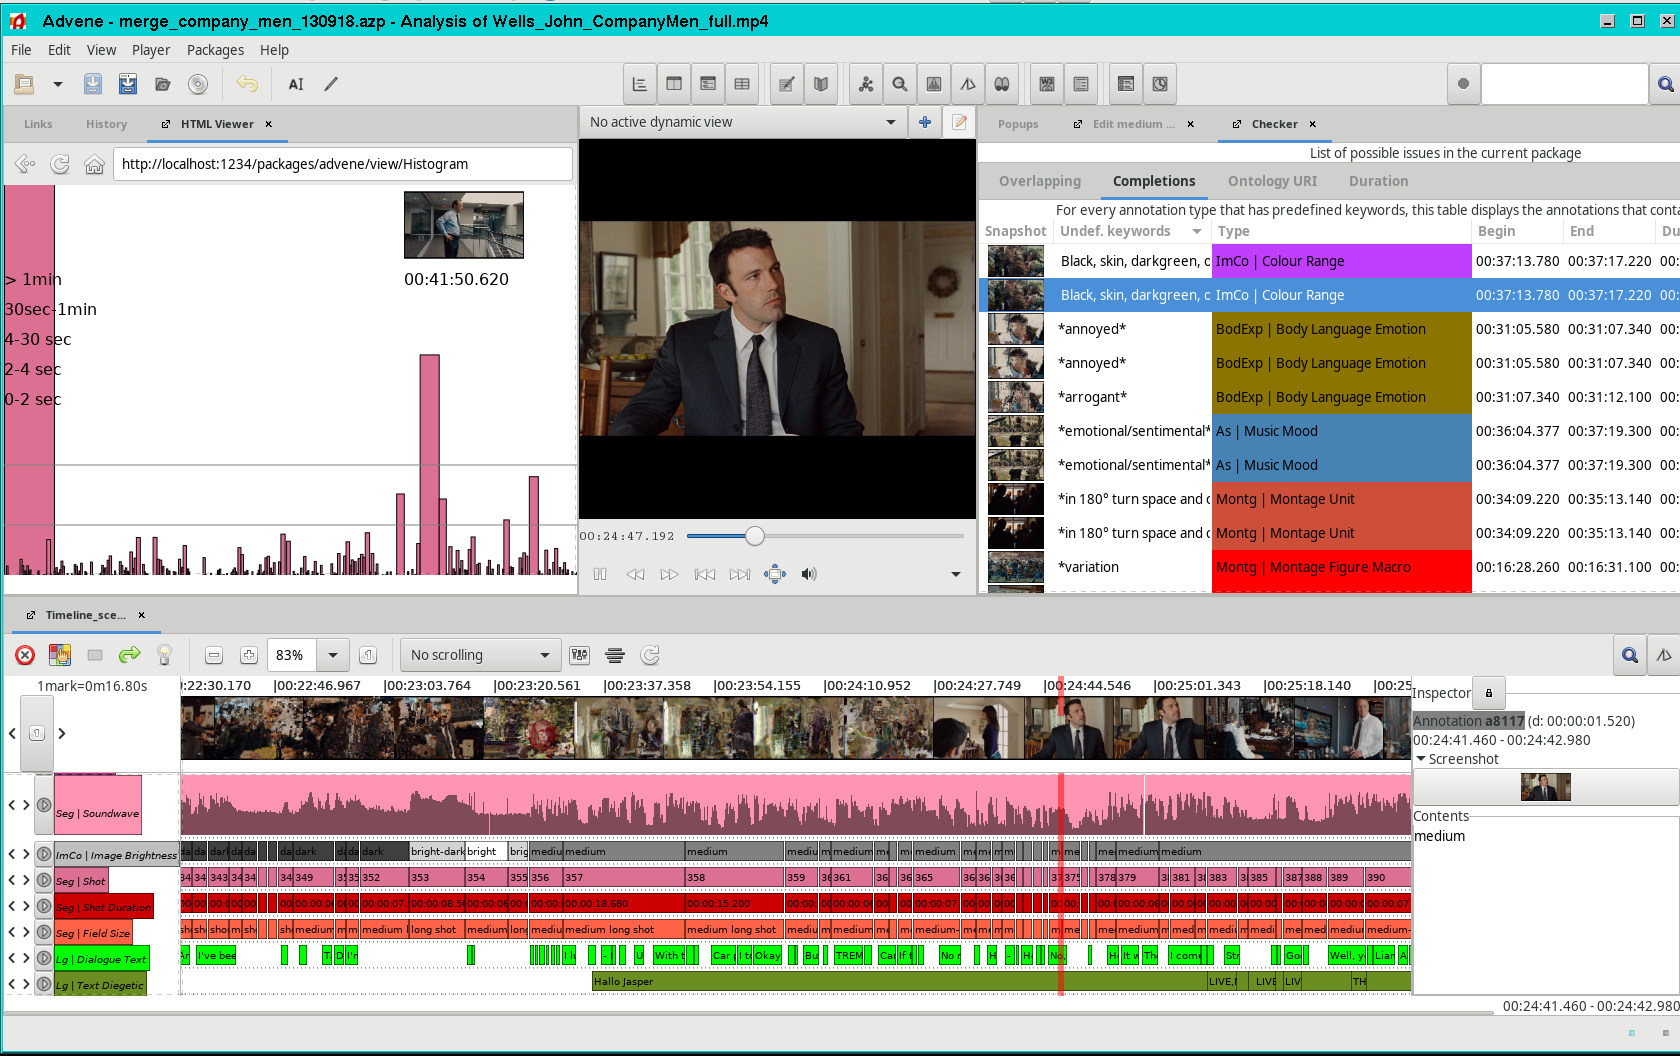 Advene - merge_company_men_130918.azp - Analysis of Wells_John_CompanyMen_full.mp4
File Edit View Player Packages Help
Links History HTML Viewer
http://localhost:1234/packages/advene/view/Histogram
00:41:50.620
> 1min
30sec-1min
4-30 sec
2-4 sec
0-2 sec
No active dynamic view
00:24:47.192
Popups Edit medium ... Checker
List of possible issues in the current package
Overlapping Completions Ontology URI Duration
For every annotation type that has predefined keywords, this table displays the annotations that conta
Snapshot Undef. keywords Type Begin End Du
Black, skin, darkgreen, c ImCo | Colour Range 00:37:13.780 00:37:17.220 00:
Black, skin, darkgreen, c ImCo | Colour Range 00:37:13.780 00:37:17.220 00:
*annoyed* BodExp | Body Language Emotion 00:31:05.580 00:31:07.340 00:
*annoyed* BodExp | Body Language Emotion 00:31:05.580 00:31:07.340 00:
*arrogant* BodExp | Body Language Emotion 00:31:07.340 00:31:12.100 00:
*emotional/sentimental* As | Music Mood 00:36:04.377 00:37:19.300 00:
*emotional/sentimental* As | Music Mood 00:36:04.377 00:37:19.300 00:
*in 180° turn space and c Montg | Montage Unit 00:34:09.220 00:35:13.140 00:
*in 180° turn space and c Montg | Montage Unit 00:34:09.220 00:35:13.140 00:
*variation Montg | Montage Figure Macro 00:16:28.260 00:16:31.100 00:
Timeline_sce...
83% No scrolling
1mark=0m16.80s
:22:30.170 |00:22:46.967 |00:23:03.764 |00:23:20.561 |00:23:37.358 |00:23:54.155 |00:24:10.952 |00:24:27.749 |00:24:44.546 |00:25:01.343 |00:25:18.140 |00:25
Seg | Soundwave
ImCo | Image Brightness dark dark bright-dark bright medium medium medium medium medium
Seg | Shot 343 349 352 353 354 355 356 357 358 359 361 365 375 378 379 381 383 385 387 388 389 390
Seg | Shot Duration 00:00:18.680 00:00:15.200
Seg | Field Size long shot medium long shot medium long shot
Lg | Dialogue Text I've bee With t Car Okay TREM No r No, I come Str Well, y Lian
Lg | Text Diegetic Hallo Jasper LIVE, LIVE LIV TH
Inspector
Annotation a8117 (d: 00:00:01.520)
00:24:41.460 - 00:24:42.980
Screenshot
Contents
medium
00:24:41.460 - 00:24:42.980